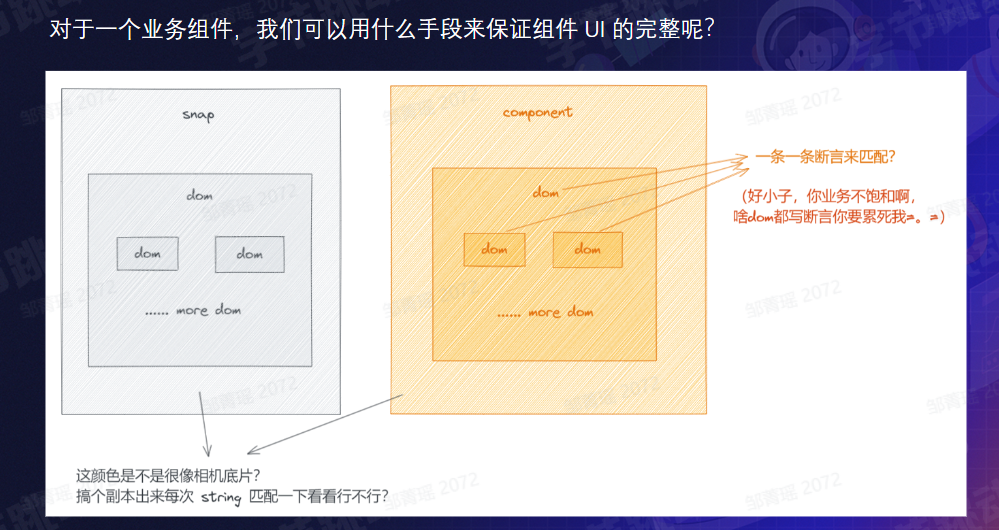 对于一个业务组件，我们可以用什么手段来保证组件 UI 的完整呢？
snap
dom
dom
dom
...... more dom
component
dom
dom
dom
...... more dom
一条一条断言来匹配？
（好小子，你业务不饱和啊，
啥dom都写断言你要累死我=。=）
这颜色是不是很像相机底片？
搞个副本出来每次 string 匹配一下看看行不行？
邹菁瑶 2072